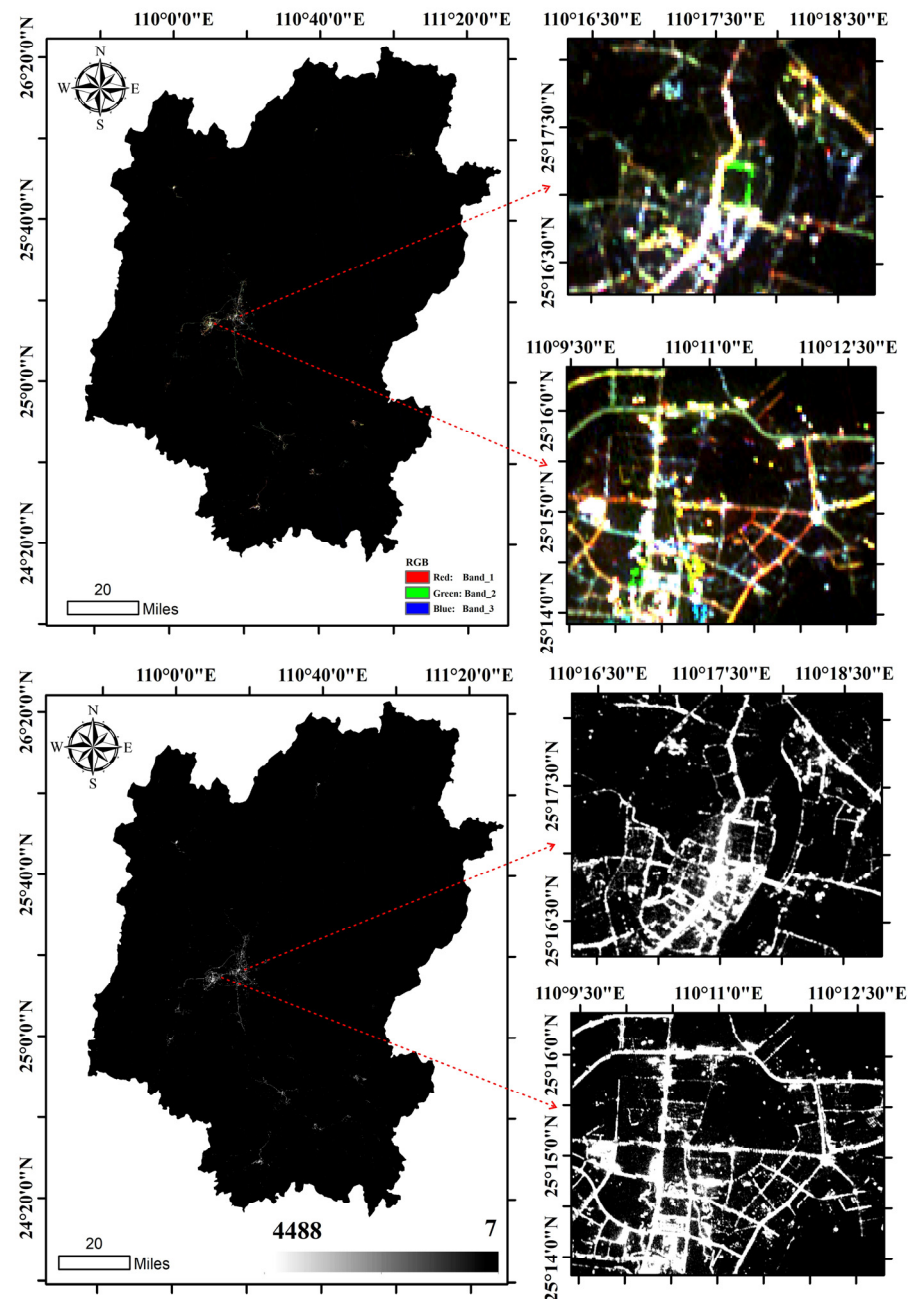 110°0'0"E 110°40'0"E 111°20'0"E
26°20'0"N
25°40'0"N
25°0'0"N
24°20'0"N
N
W E
S
RGB
Red: Band_1
Green: Band_2
Blue: Band_3
20
Miles
110°16'30"E 110°17'30"E 110°18'30"E
25°17'30"N
25°16'30"N
110°9'30"E 110°11'0"E 110°12'30"E
25°16'0"N
25°15'0"N
25°14'0"N
110°0'0"E 110°40'0"E 111°20'0"E
26°20'0"N
25°40'0"N
25°0'0"N
24°20'0"N
N
W E
S
4488 7
20
Miles
110°16'30"E 110°17'30"E 110°18'30"E
25°17'30"N
25°16'30"N
110°9'30"E 110°11'0"E 110°12'30"E
25°16'0"N
25°15'0"N
25°14'0"N